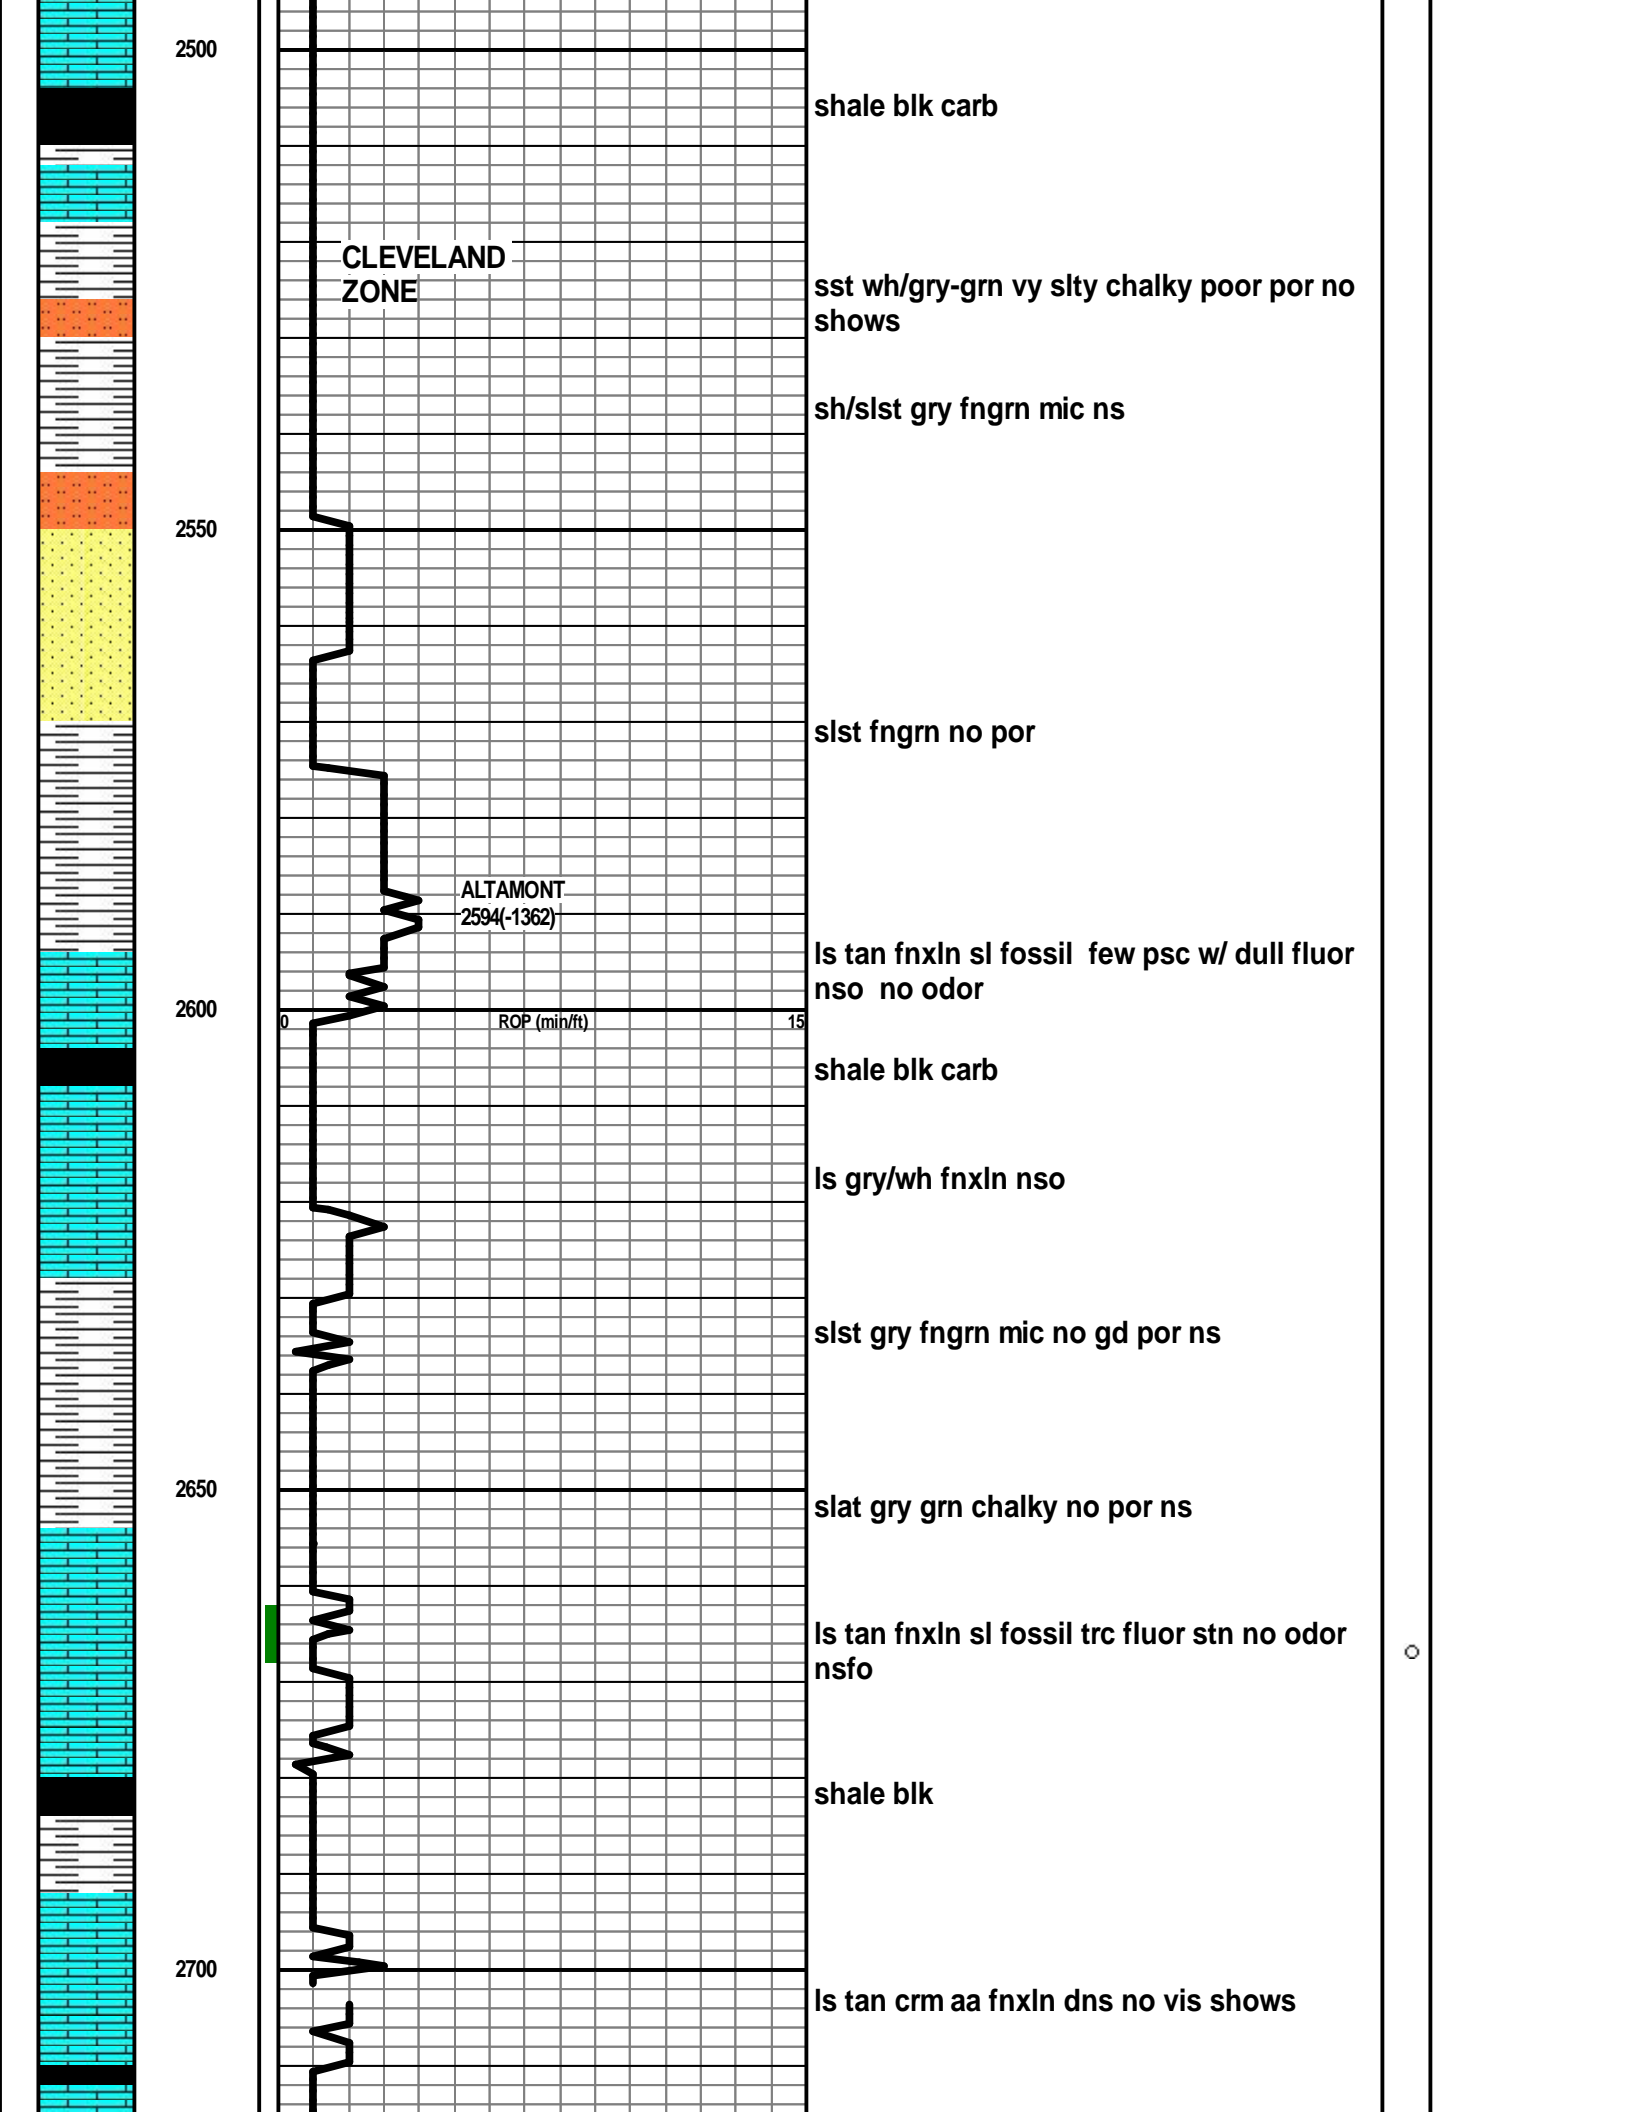 2500
shale blk carb
CLEVELAND
ZONE
sst wh/gry-grn vy slty chalky poor por no
shows
sh/slst gry fngrn mic ns
2550
slst fngrn no por
ALTAMONT
2594(-1362)
ls tan fnxln sl fossil few psc w/ dull fluor
nso no odor
2600
0 ROP (min/ft) 15
shale blk carb
ls gry/wh fnxln nso
slst gry fngrn mic no gd por ns
2650
slat gry grn chalky no por ns
ls tan fnxln sl fossil trc fluor stn no odor
nsfo
shale blk
2700
ls tan crm aa fnxln dns no vis shows